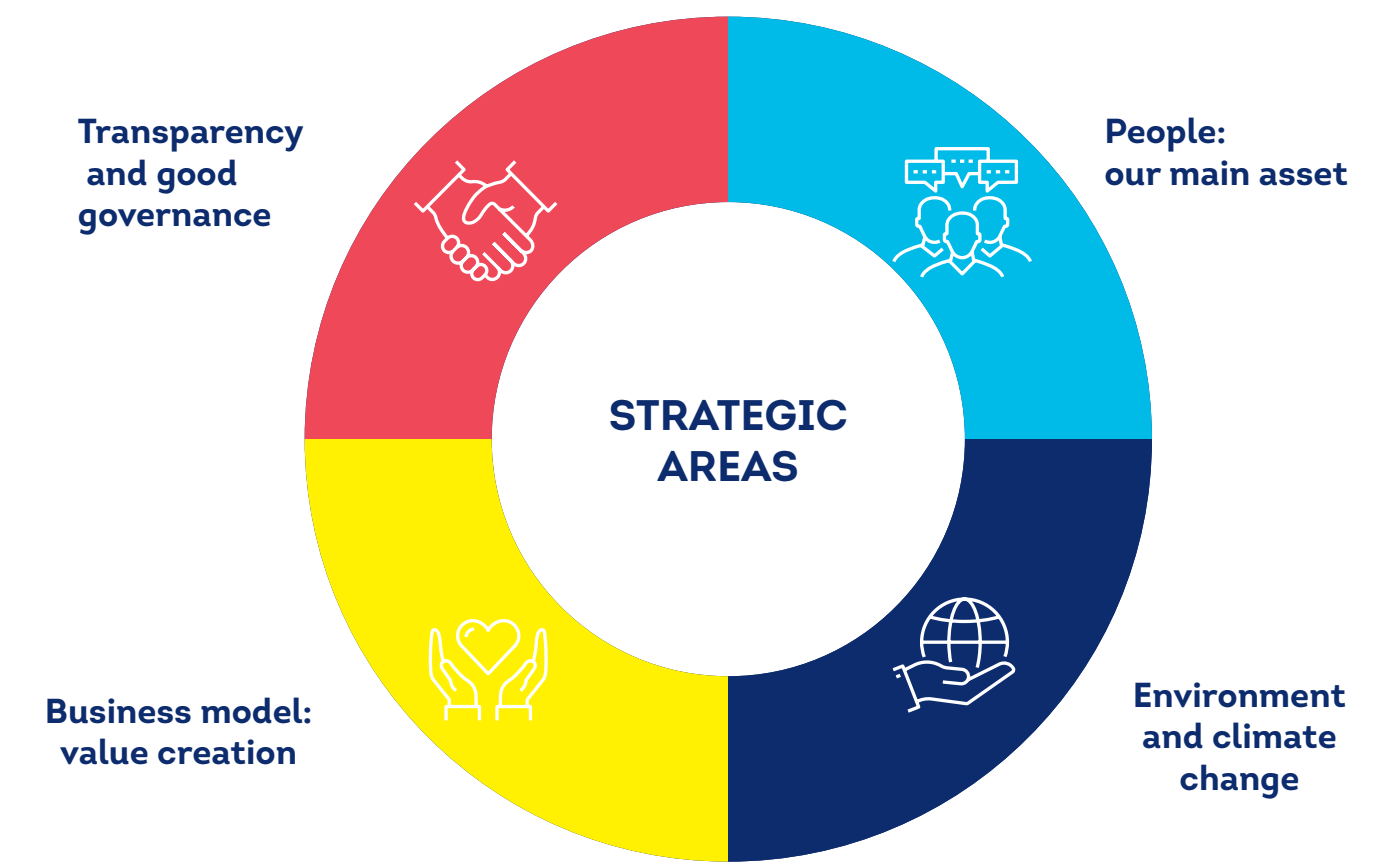 Transparency
and good
governance
People:
our main asset
STRATEGIC
AREAS
Business model:
value creation
Environment
and climate
change